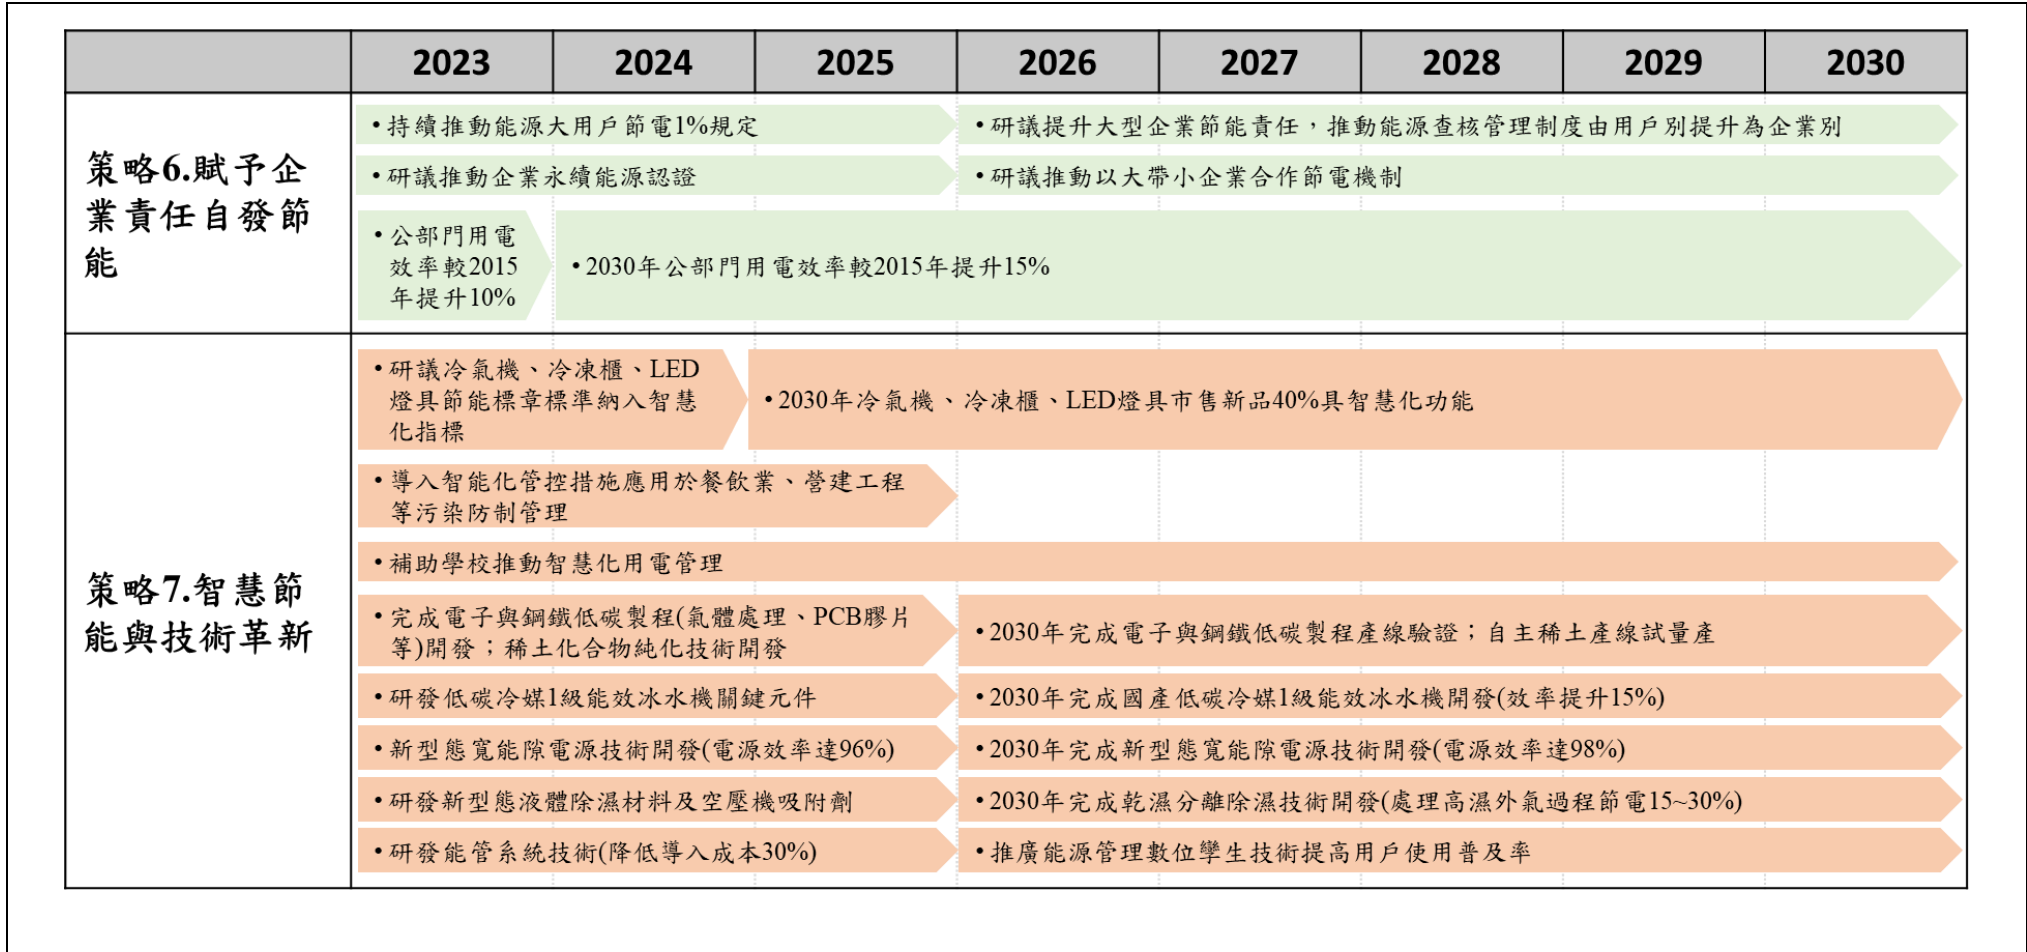 2023 2024 2025 2026 2027 2028 2029 2030
策略6.賦予企
業責任自發節
能
•持續推動能源大用戶節電1%規定
•研議提升大型企業節能責任，推動能源查核管理制度由用戶別提升為企業別
•研議推動企業永續能源認證
•研議推動以大帶小企業合作節電機制
•公部門用電
效率較2015
年提升10%
•2030年公部門用電效率較2015年提升15%
策略7.智慧節
能與技術革新
•研議冷氣機、冷凍櫃、LED
燈具節能標章標準納入智慧
化指標
•2030年冷氣機、冷凍櫃、LED燈具市售新品40%具智慧化功能
•導入智能化管控措施應用於餐飲業、營建工程
等污染防制管理
•補助學校推動智慧化用電管理
•完成電子與鋼鐵低碳製程(氣體處理、PCB膠片
等)開發；稀土化合物純化技術開發
•2030年完成電子與鋼鐵低碳製程產線驗證；自主稀土產線試量產
•研發低碳冷媒1級能效冰水機關鍵元件
•2030年完成國產低碳冷媒1級能效冰水機開發(效率提升15%)
•新型態寬能隙電源技術開發(電源效率達96%)
•2030年完成新型態寬能隙電源技術開發(電源效率達98%)
•研發新型態液體除濕材料及空壓機吸附劑
•2030年完成乾濕分離除濕技術開發(處理高濕外氣過程節電15~30%)
•研發能管系統技術(降低導入成本30%)
•推廣能源管理數位孿生技術提高用戶使用普及率